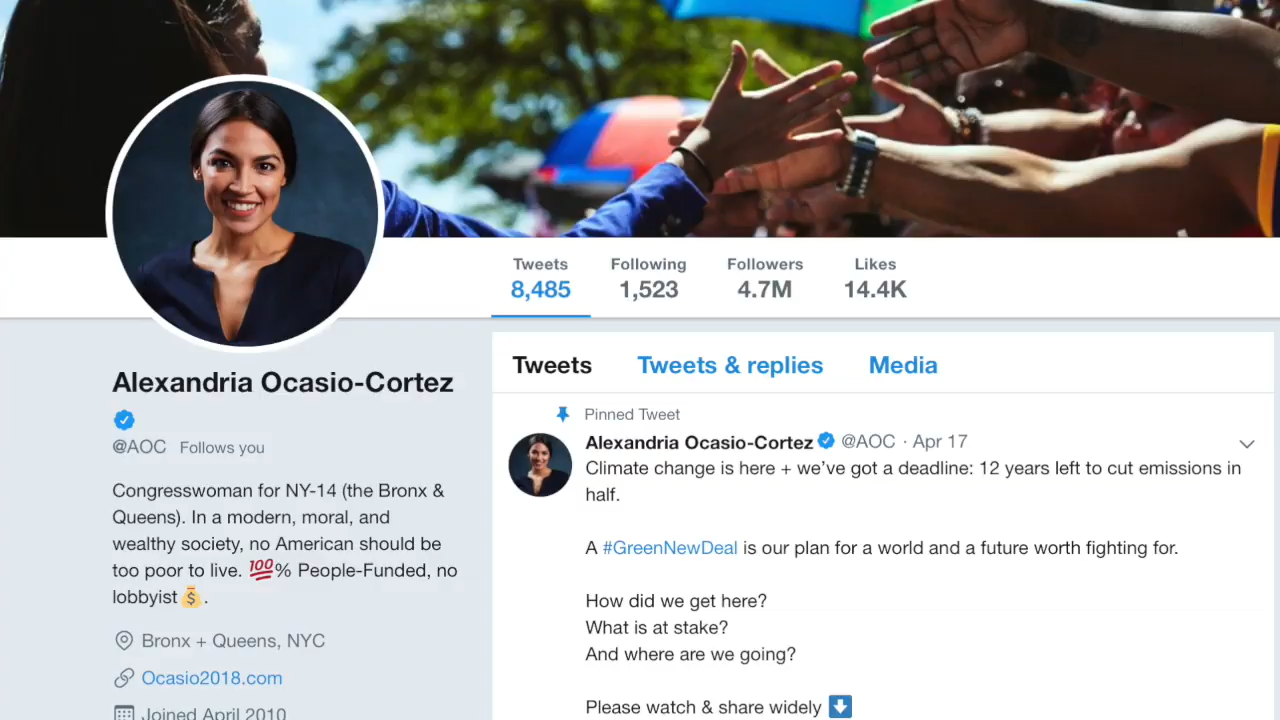 Tweets Following Followers Likes
8,485 1,523 4.7M 14.4K
Alexandria Ocasio-Cortez
@AOC Follows you
Congresswoman for NY-14 (the Bronx &
Queens). In a modern, moral, and
wealthy society, no American should be
too poor to live. 💯% People-Funded, no
lobbyist💰.
Bronx + Queens, NYC
Ocasio2018.com
Joined April 2010
Tweets Tweets & replies Media
Pinned Tweet
Alexandria Ocasio-Cortez @AOC · Apr 17
Climate change is here + we’ve got a deadline: 12 years left to cut emissions in
half.
A #GreenNewDeal is our plan for a world and a future worth fighting for.
How did we get here?
What is at stake?
And where are we going?
Please watch & share widely ⬇️